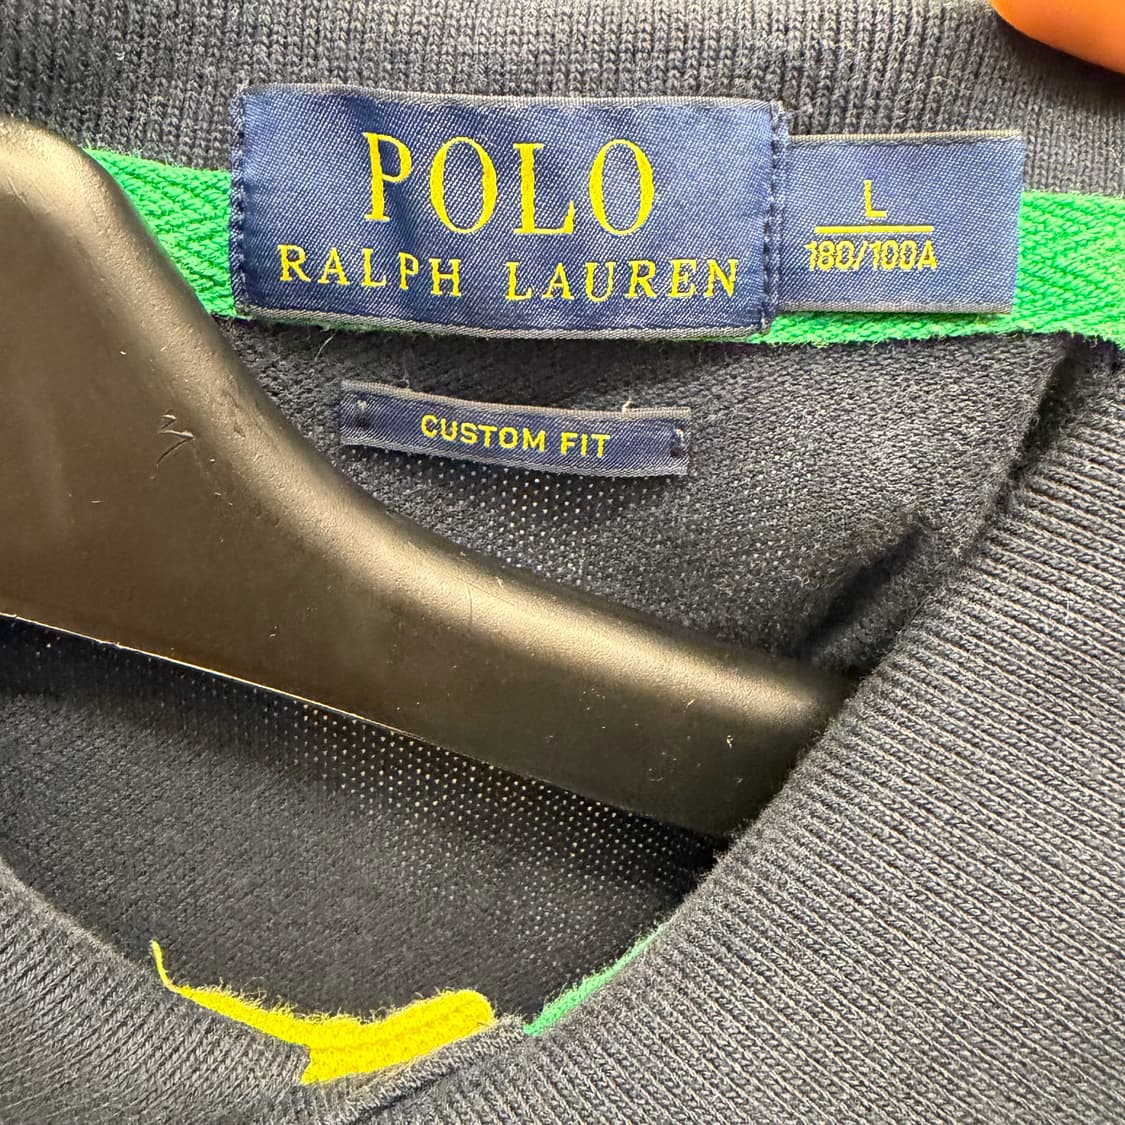 POLO
RALPH LAUREN
L
180/100A
CUSTOM FIT